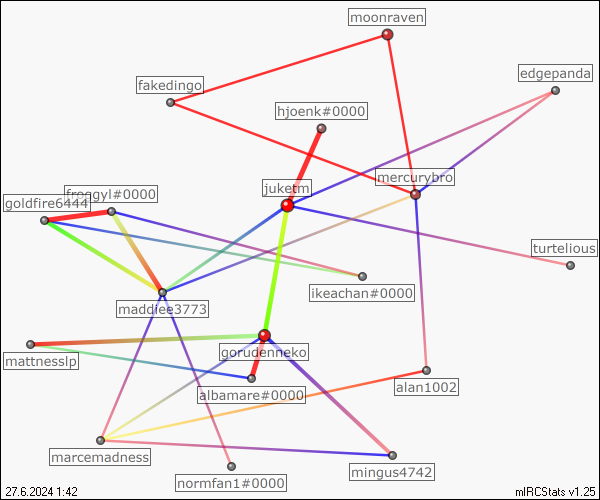 moonraven
edgepanda
fakedingo
hjoenk#0000
mercurybro
juketm
froggyl#0000
goldfire6444
turtelious
ikeachan#0000
maddiee3773
gorudenneko
mattnesslp
albamare#0000
alan1002
marcemadness
mingus4742
normfan1#0000
27.6.2024 1:42
mIRCStats v1.25